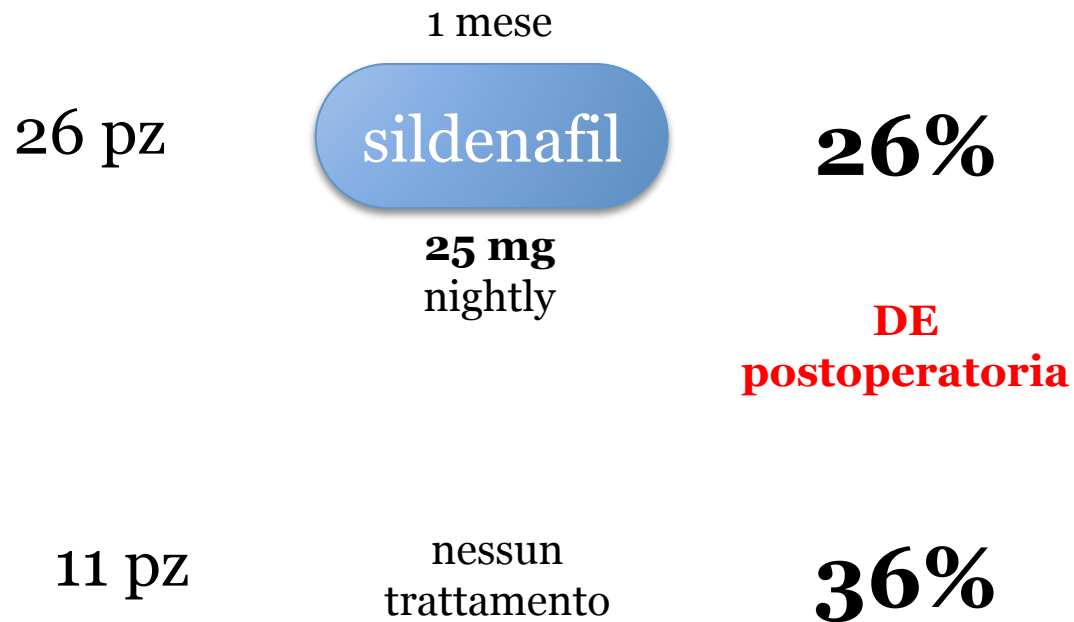 1 mese
26 pz
sildenafil
26%
25 mg
nightly
DE
postoperatoria
11 pz
nessun
trattamento
36%